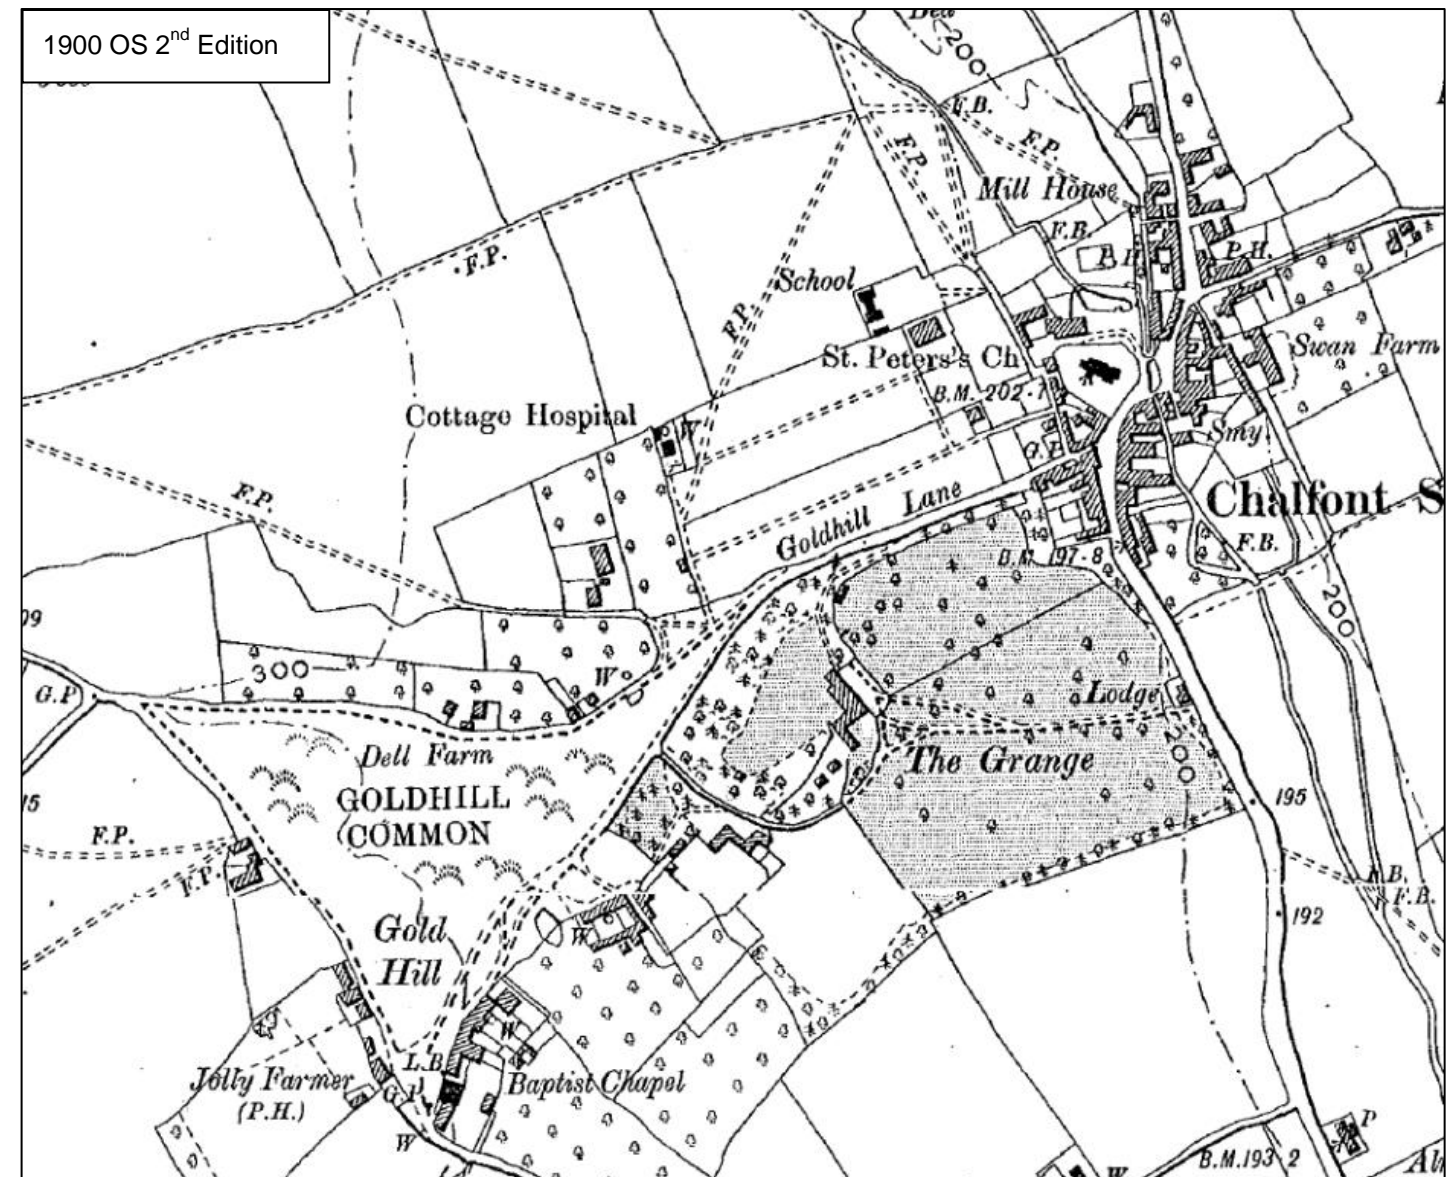 1900 OS 2nd Edition
200
F.B.
F.P.
F.P.
Mill House
F.B.
F.P.
P.H.
School
F.P.
St. Peters's Ch
Swan Farm
B.M. 202·1
Cottage Hospital
W
Smy
G.P.
Goldhill Lane
Chalfont S
F.P.
F.B.
B.M. 197·8
200
09
300
W
G.P
Lodge
Dell Farm
The Grange
200
GOLDHILL
COMMON
195
15
F.P.
F.P.
F.B.
192
Gold
Hill
W
W
L.B.
Jolly Farmer
(P.H.)
G.P.
Baptist Chapel
W
P
B.M.193·2
W